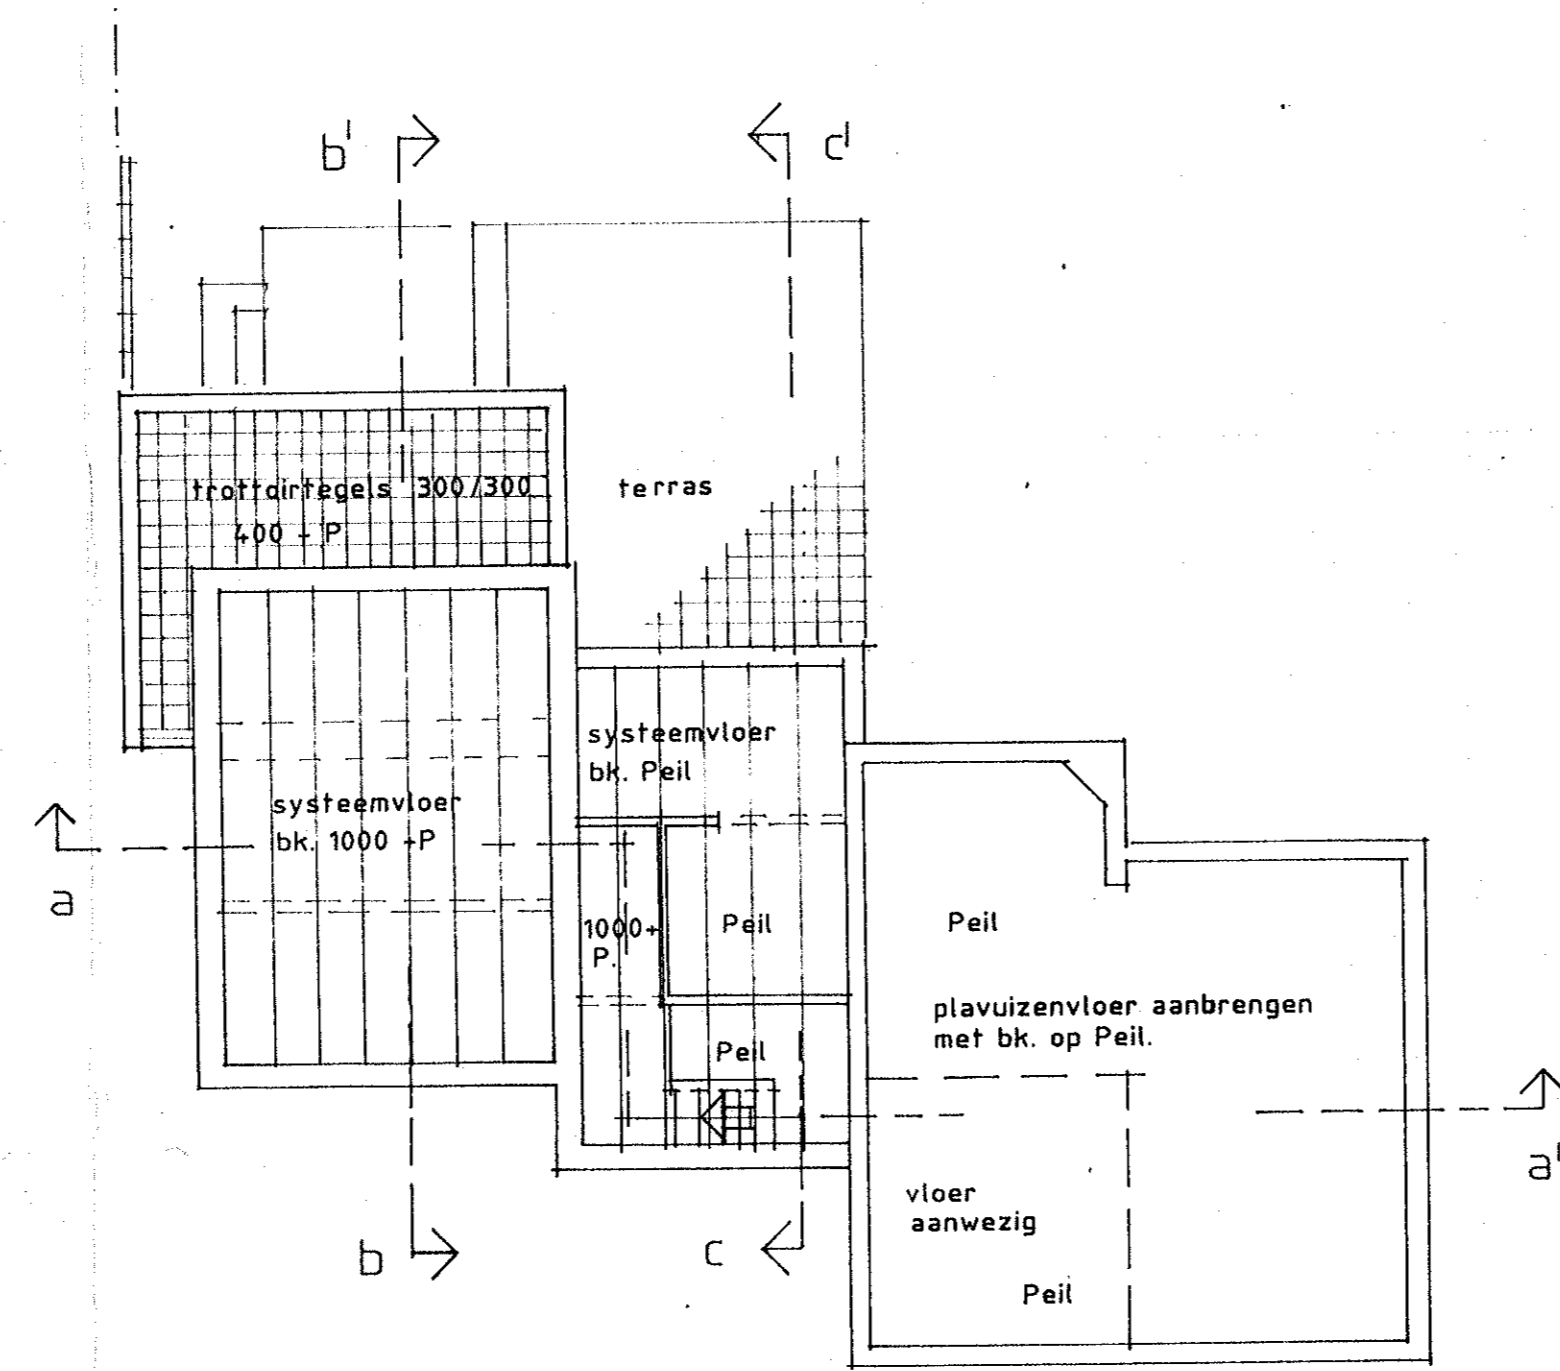 b' c'
trottoirtegels 300/300
400 - P
terras
systeemvloer
bk. Peil
systeemvloer
bk. 1000 +P
a
1000+
P.
Peil
Peil
plavuizenvloer aanbrengen
met bk. op Peil.
Peil
a'
vloer
aanwezig
Peil
b c